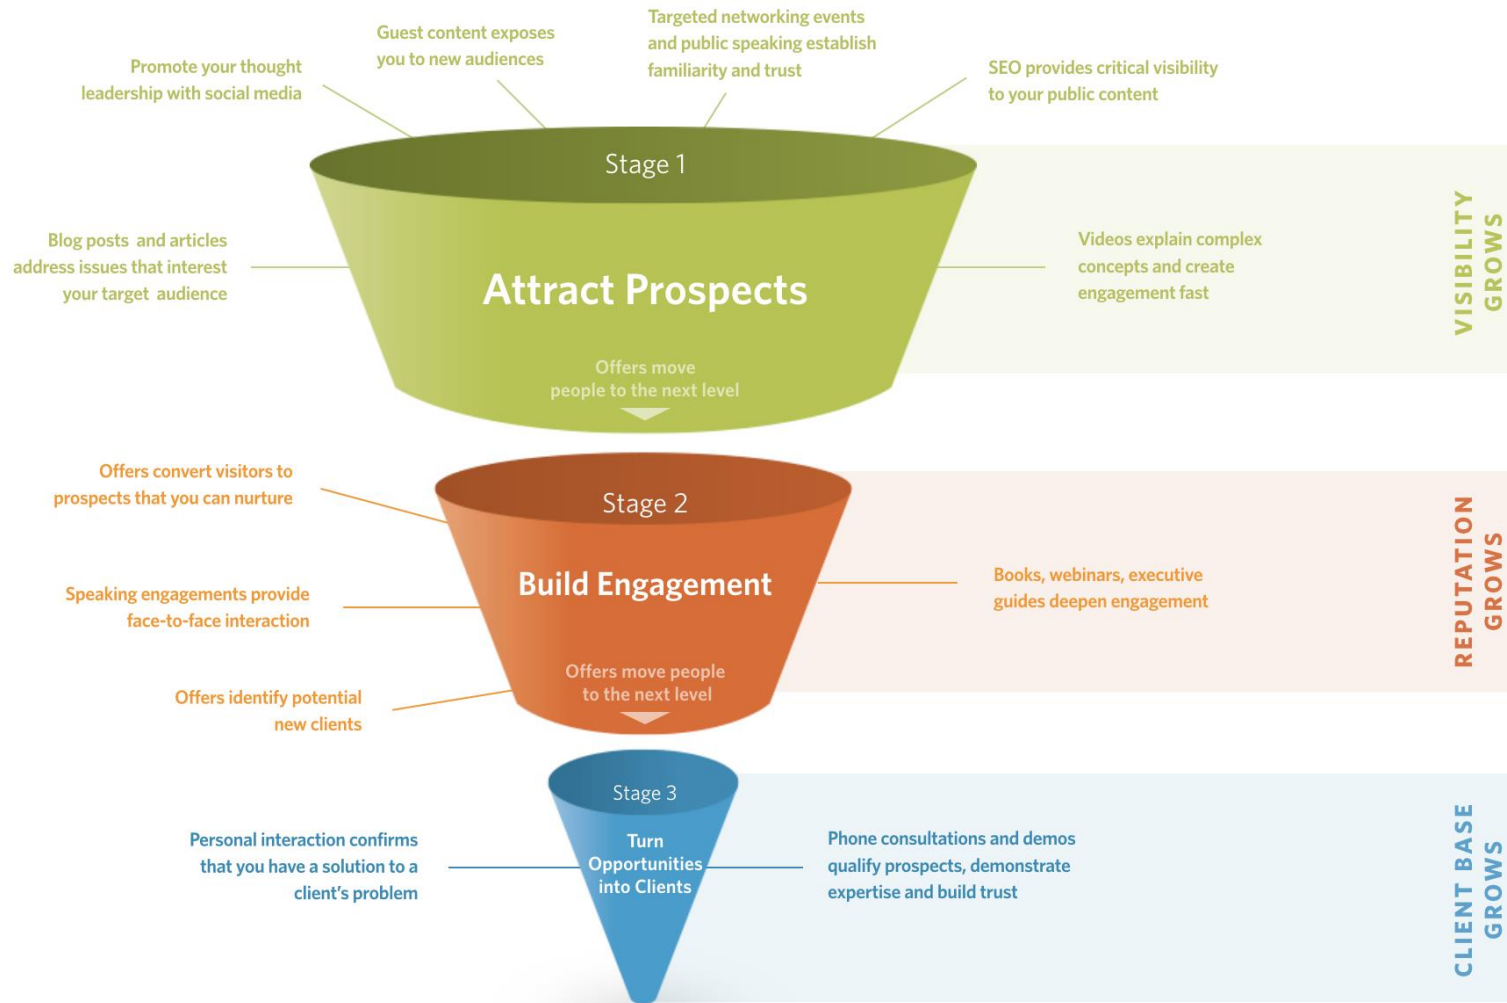 Promote your thought
leadership with social media
Guest content exposes
you to new audiences
Targeted networking events
and public speaking establish
familiarity and trust
SEO provides critical visibility
to your public content
Stage 1
Blog posts and articles
address issues that interest
your target audience
Attract Prospects
Videos explain complex
concepts and create
engagement fast
Offers move
people to the next level
VISIBILITY
GROWS
Offers convert visitors to
prospects that you can nurture
Stage 2
Speaking engagements provide
face-to-face interaction
Build Engagement
Books, webinars, executive
guides deepen engagement
Offers identify potential
new clients
Offers move people
to the next level
REPUTATION
GROWS
Stage 3
Personal interaction confirms
that you have a solution to a
client's problem
Turn
Opportunities
into Clients
Phone consultations and demos
qualify prospects, demonstrate
expertise and build trust
CLIENT BASE
GROWS